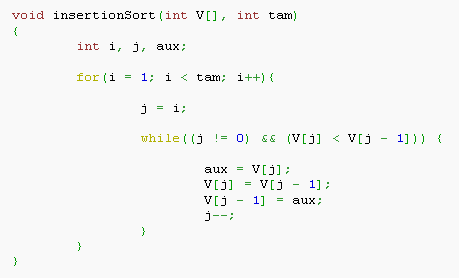 void insertionSort(int V[], int tam)
{
        int i, j, aux;

        for(i = 1; i < tam; i++){

                j = i;

                while((j != 0) && (V[j] < V[j - 1])) {

                        aux = V[j];
                        V[j] = V[j - 1];
                        V[j - 1] = aux;
                        j--;
                }
        }
}